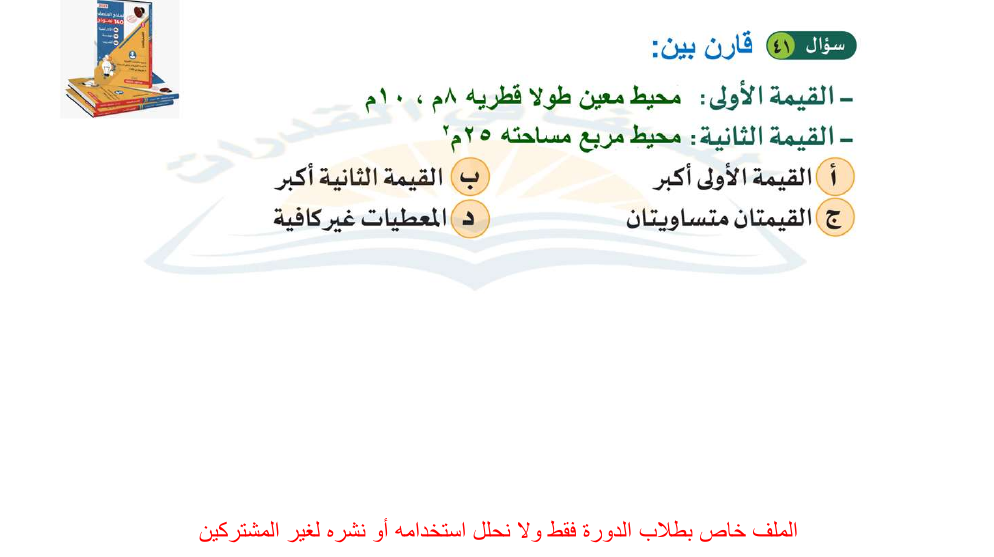 سؤال ٤١ قارن بين:
- القيمة الأولى: محيط معين طولا قطريه ٨م ، ١٠م
- القيمة الثانية: محيط مربع مساحته ٢٥م٢
أ القيمة الأولى أكبر ب القيمة الثانية أكبر
ج القيمتان متساويتان د المعطيات غير كافية
الملف خاص بطلاب الدورة فقط ولا نحلل استخدامه أو نشره لغير المشتركين